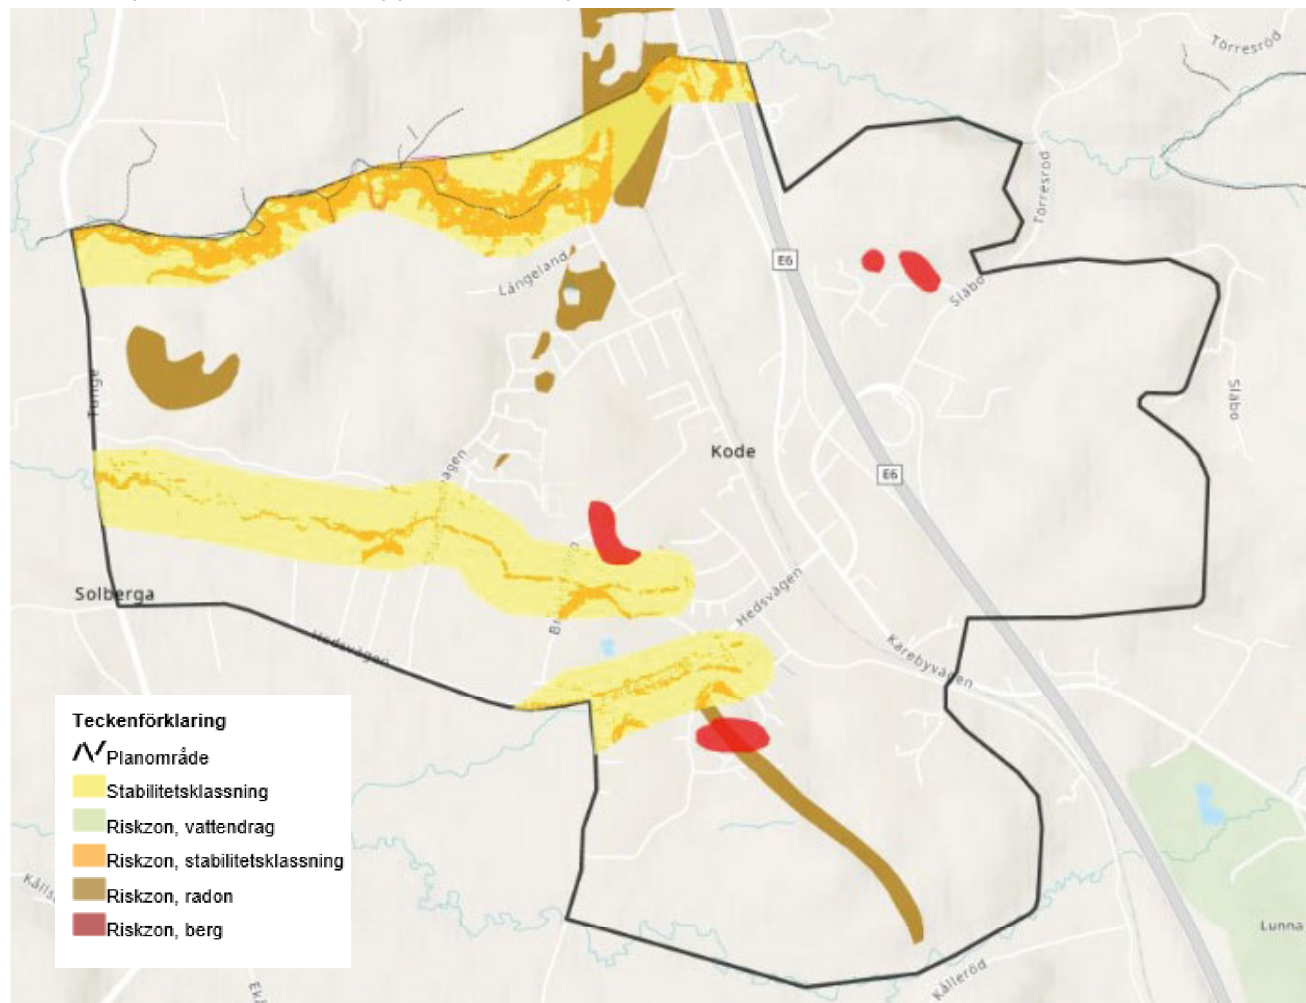 Törresröd
Törresröd
E6
Långeland
Slabo
Tunge
Slabo
Kode
E6
Solberga
Hedsvägen
Hedsvägen
Karebyvägen
Teckenförklaring
Planområde
Stabilitetsklassning
Riskzon, vattendrag
Riskzon, stabilitetsklassning
Riskzon, radon
Riskzon, berg
Lunna
Kålleröd